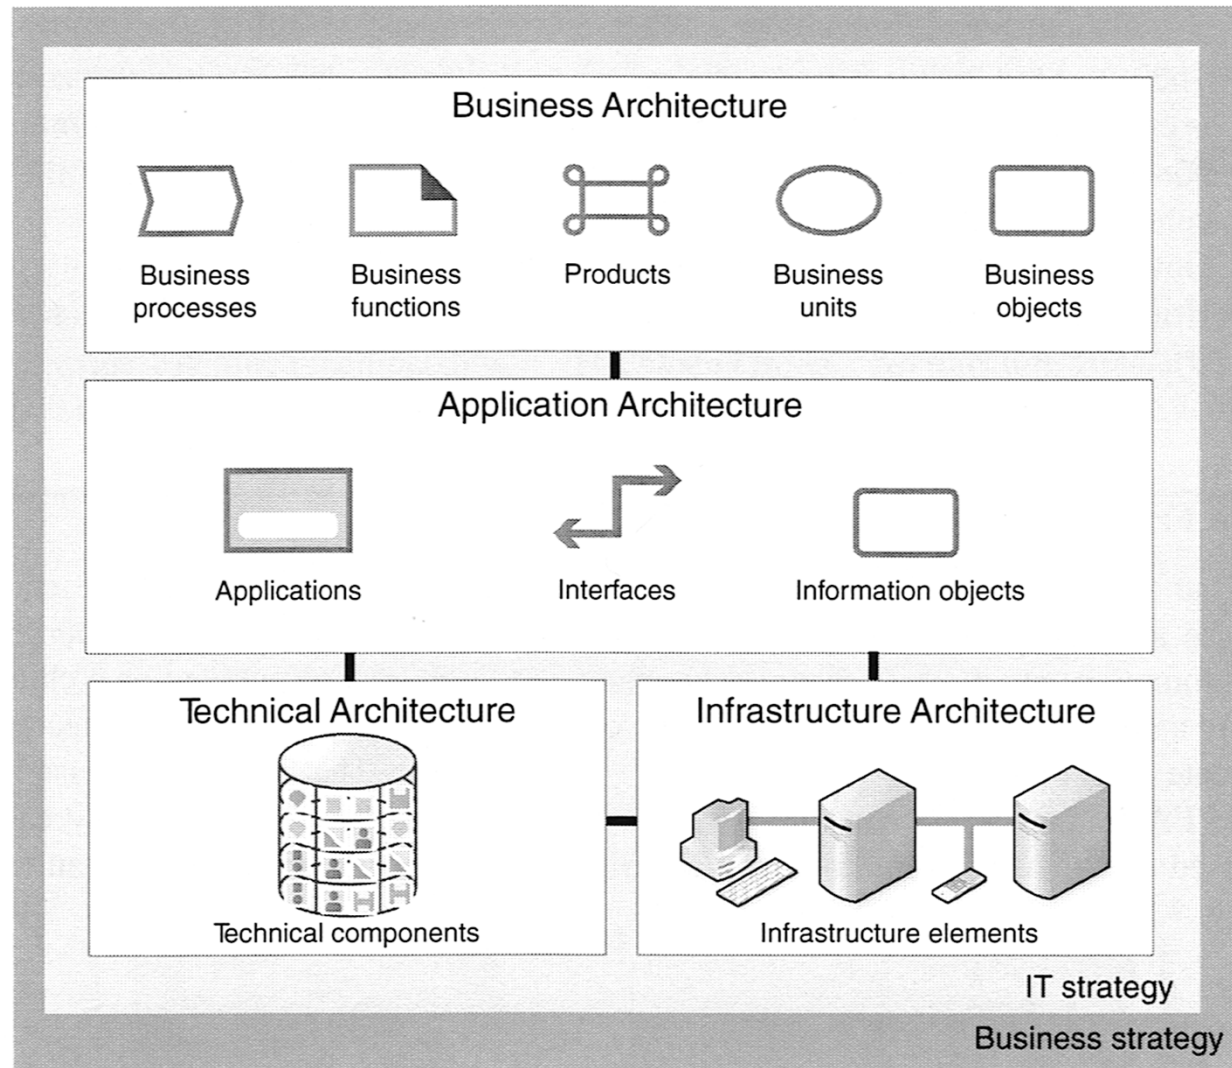 Business Architecture
Business
processes
Business
functions
Products
Business
units
Business
objects
Application Architecture
Applications
Interfaces
Information objects
Technical Architecture
Technical components
Infrastructure Architecture
Infrastructure elements
IT strategy
Business strategy